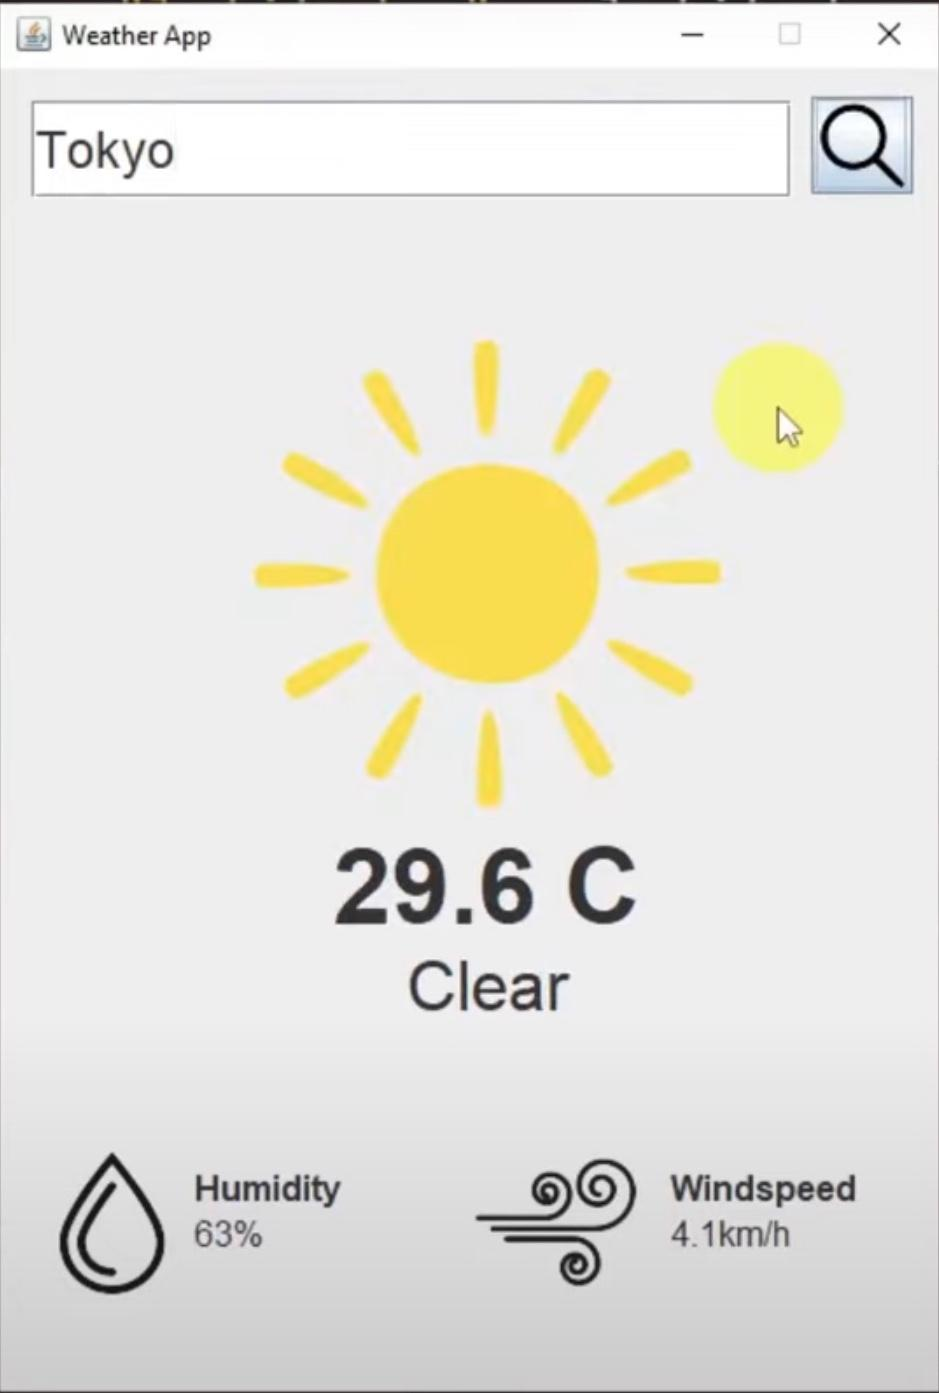 Weather App
Tokyo
29.6 C
Clear
Humidity
63%
Windspeed
4.1km/h